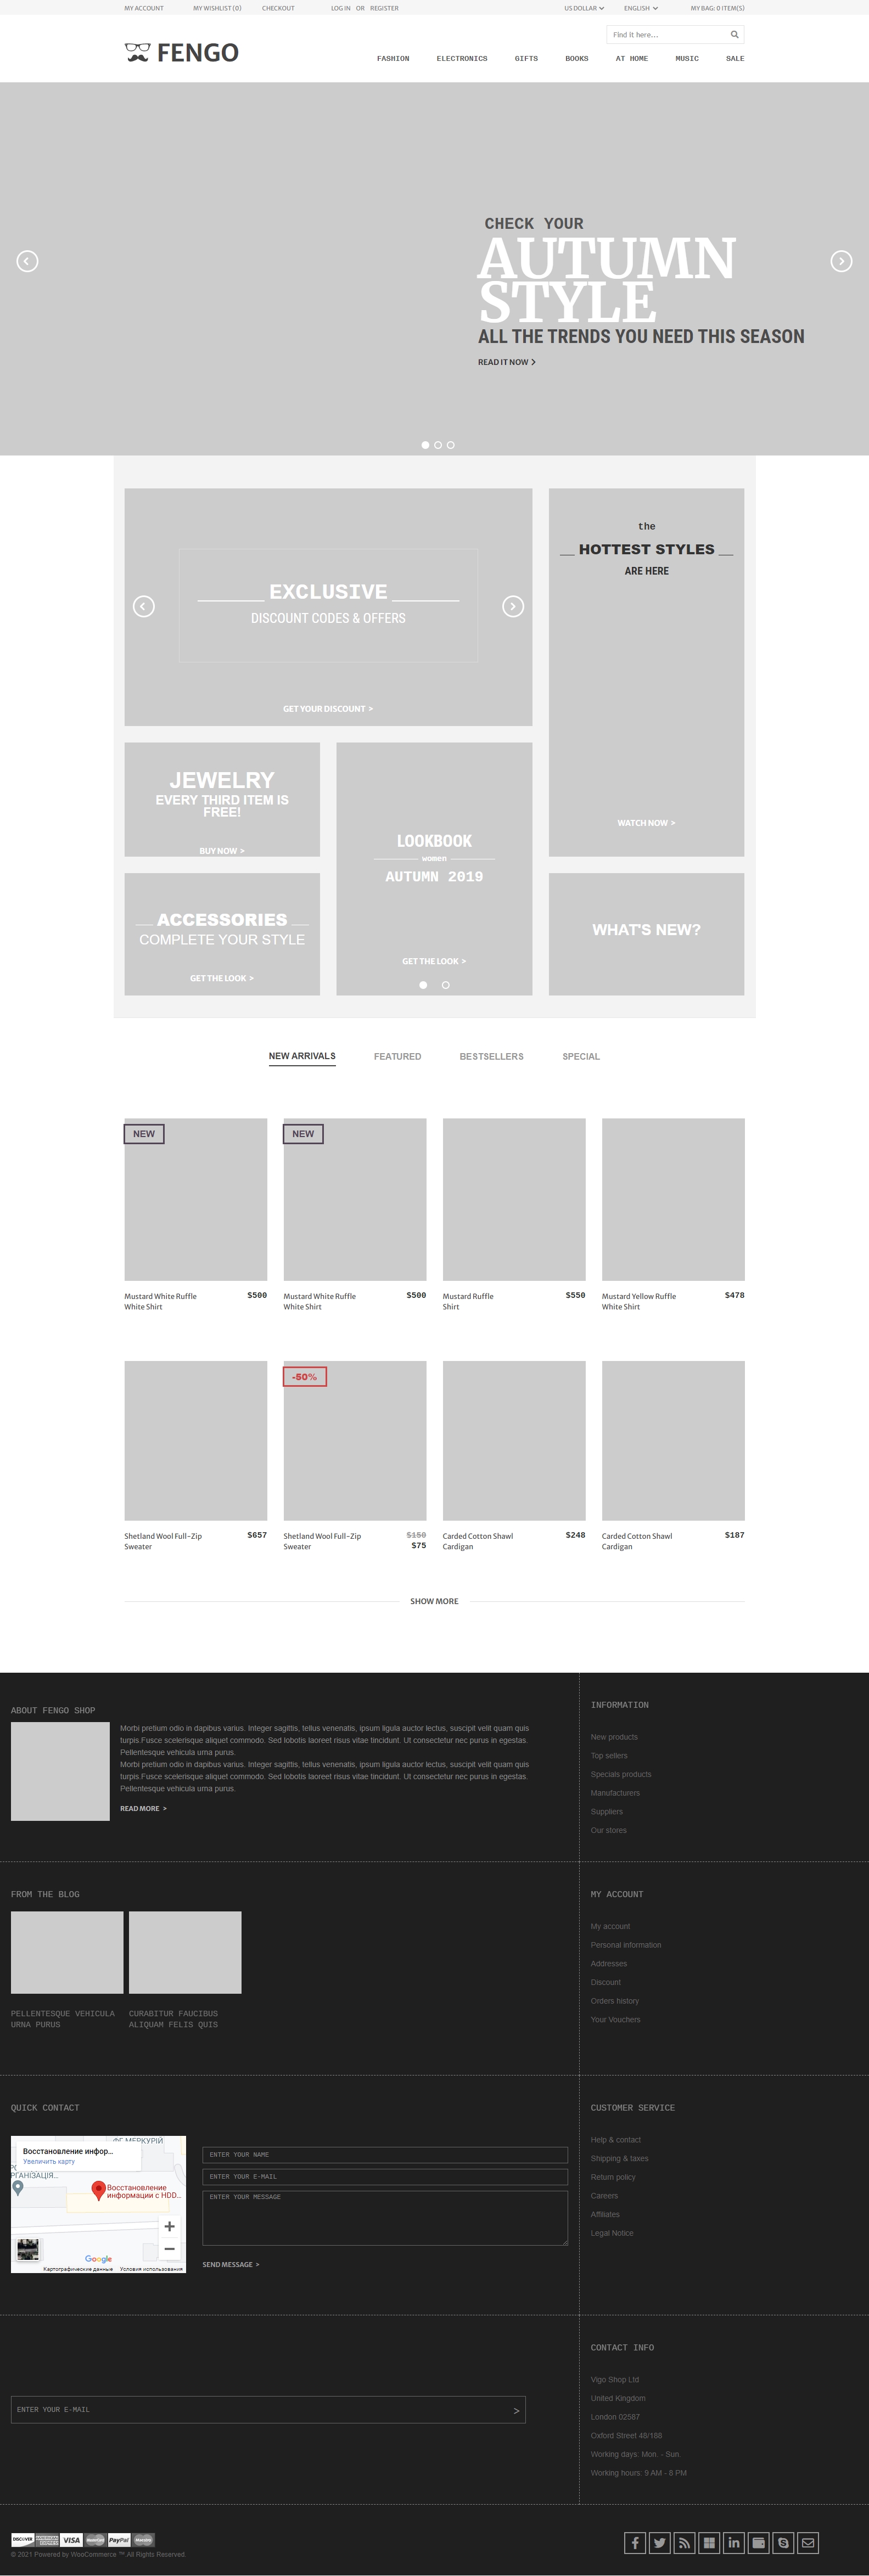 MY ACCOUNT MY WISHLIST (0) CHECKOUT LOG IN OR REGISTER US DOLLAR ENGLISH MY BAG: 0 ITEM(S)
Find it here...
FENGO
FASHION ELECTRONICS GIFTS BOOKS AT HOME MUSIC SALE
CHECK YOUR
AUTUMN
STYLE
ALL THE TRENDS YOU NEED THIS SEASON
READ IT NOW >
EXCLUSIVE
DISCOUNT CODES & OFFERS
GET YOUR DISCOUNT >
the
HOTTEST STYLES
ARE HERE
WATCH NOW >
JEWELRY
EVERY THIRD ITEM IS
FREE!
BUY NOW >
LOOKBOOK
women
AUTUMN 2019
GET THE LOOK >
ACCESSORIES
COMPLETE YOUR STYLE
GET THE LOOK >
WHAT'S NEW?
NEW ARRIVALS FEATURED BESTSELLERS SPECIAL
NEW
Mustard White Ruffle $500
White Shirt
NEW
Mustard White Ruffle $500
White Shirt
Mustard Ruffle $550
Shirt
Mustard Yellow Ruffle $478
White Shirt
Shetland Wool Full-Zip $657
Sweater
-50%
Shetland Wool Full-Zip $150
Sweater $75
Carded Cotton Shawl $248
Cardigan
Carded Cotton Shawl $187
Cardigan
SHOW MORE
ABOUT FENGO SHOP
Morbi pretium odio in dapibus varius. Integer sagittis, tellus venenatis, ipsum ligula auctor lectus, suscipit velit quam quis
turpis.Fusce scelerisque aliquet commodo. Sed lobotis laoreet risus vitae tincidunt. Ut consectetur nec purus in egestas.
Pellentesque vehicula urna purus.
Morbi pretium odio in dapibus varius. Integer sagittis, tellus venenatis, ipsum ligula auctor lectus, suscipit velit quam quis
turpis.Fusce scelerisque aliquet commodo. Sed lobotis laoreet risus vitae tincidunt. Ut consectetur nec purus in egestas.
Pellentesque vehicula urna purus.
READ MORE >
INFORMATION
New products
Top sellers
Specials products
Manufacturers
Suppliers
Our stores
FROM THE BLOG
PELLENTESQUE VEHICULA
URNA PURUS
CURABITUR FAUCIBUS
ALIQUAM FELIS QUIS
MY ACCOUNT
My account
Personal information
Addresses
Discount
Orders history
Your Vouchers
QUICK CONTACT
Восстановление инфор...
Увеличить карту
Восстановление
информации с HDD...
Google
Картографические данные Условия использования
ENTER YOUR NAME
ENTER YOUR E-MAIL
ENTER YOUR MESSAGE
SEND MESSAGE >
CUSTOMER SERVICE
Help & contact
Shipping & taxes
Return policy
Careers
Affiliates
Legal Notice
ENTER YOUR E-MAIL >
CONTACT INFO
Vigo Shop Ltd
United Kingdom
London 02587
Oxford Street 48/188
Working days: Mon. - Sun.
Working hours: 9 AM - 8 PM
DISCOVER AMERICAN EXPRESS VISA MasterCard PayPal Maestro
© 2021 Powered by WooCommerce ™ All Rights Reserved.